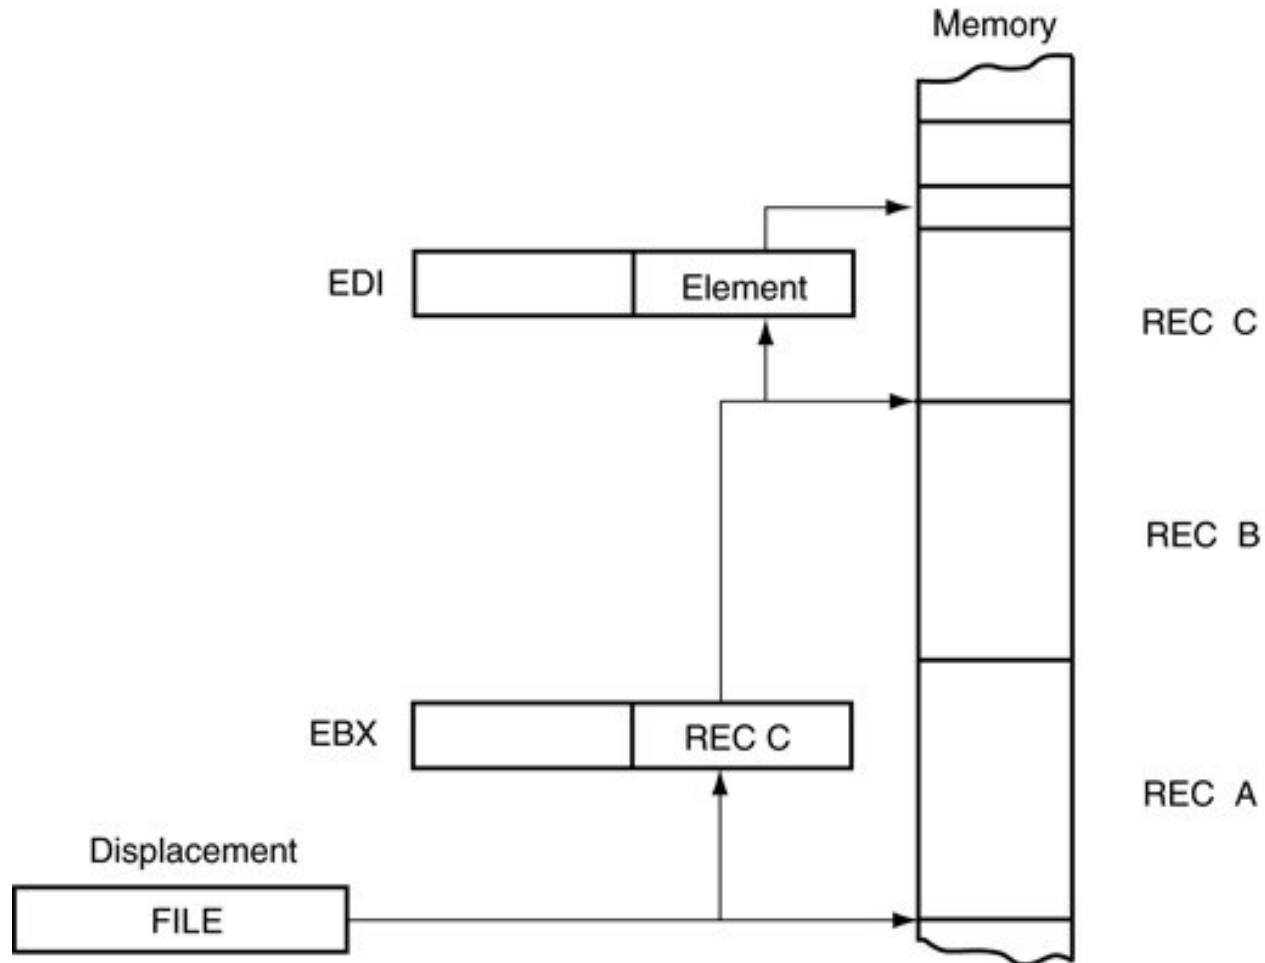 Memory
EDI
Element
REC C
REC B
EBX
REC C
REC A
Displacement
FILE